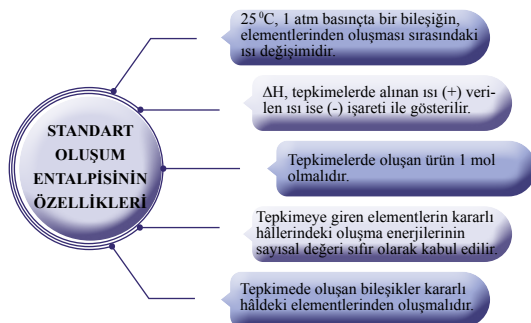 STANDART
OLUŞUM
ENTALPİSİNİN
ÖZELLİKLERİ
25 ⁰C, 1 atm basınçta bir bileşiğin,
elementlerinden oluşması sırasındaki
ısı değişimidir.
ΔH, tepkimelerde alınan ısı (+) veri-
len ısı ise (-) işareti ile gösterilir.
Tepkimelerde oluşan ürün 1 mol
olmalıdır.
Tepkimeye giren elementlerin kararlı
hâllerindeki oluşma enerjilerinin
sayısal değeri sıfır olarak kabul edilir.
Tepkimede oluşan bileşikler kararlı
hâldeki elementlerinden oluşmalıdır.